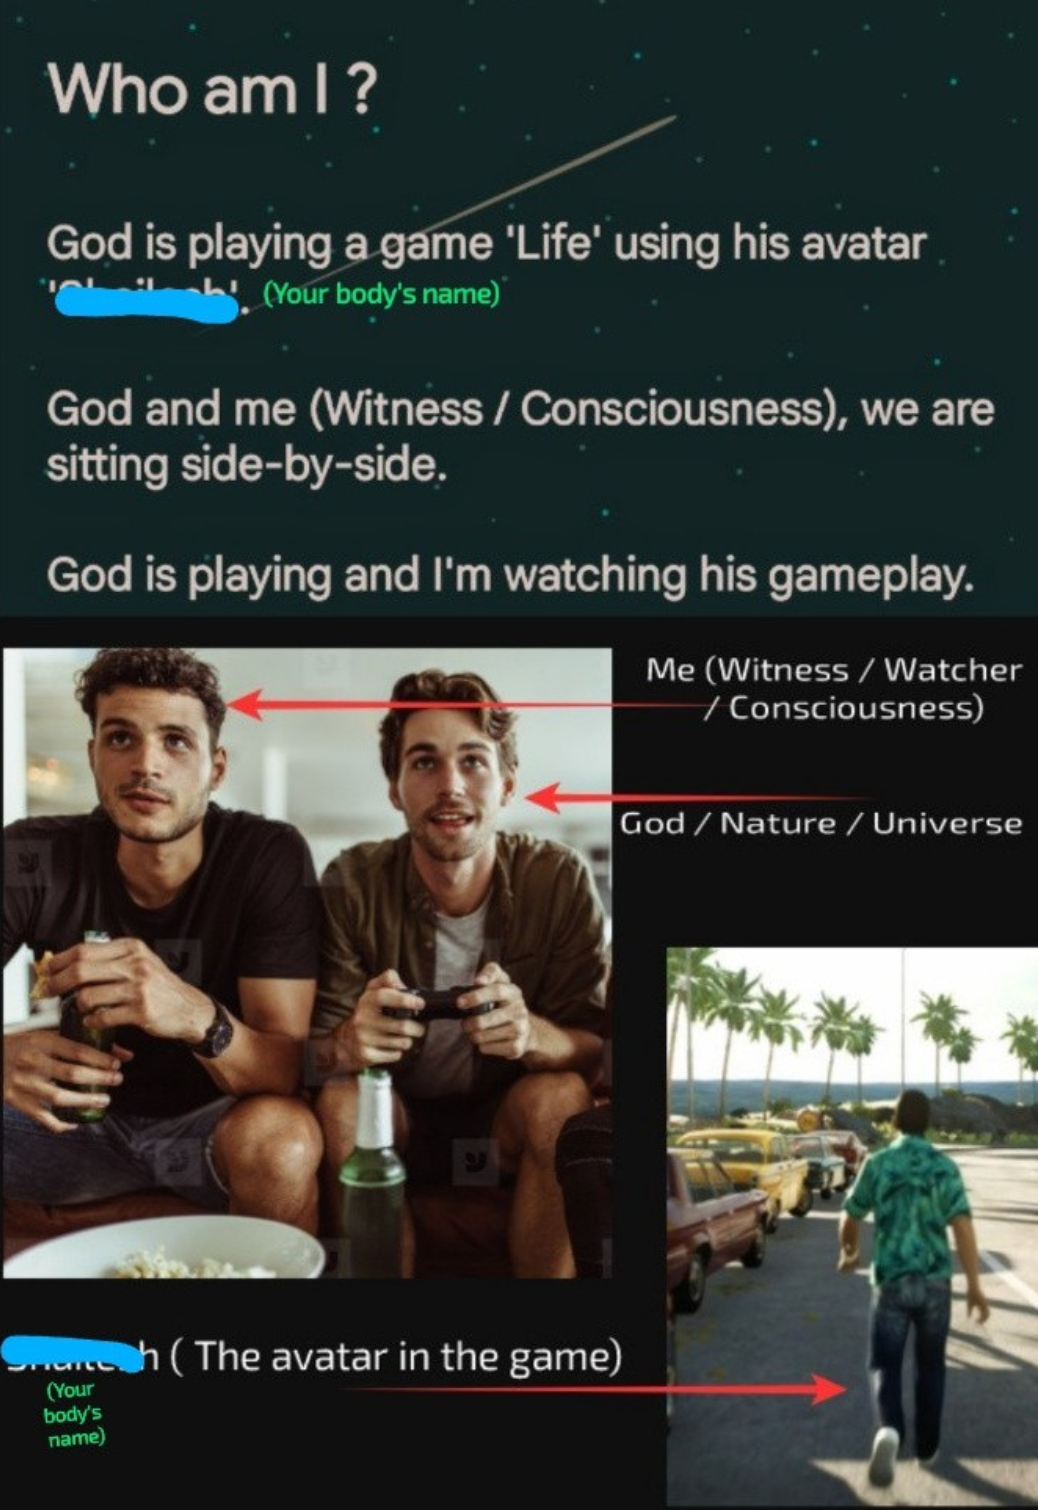 Who am I ?
God is playing a game 'Life' using his avatar
(Your body's name)
God and me (Witness / Consciousness), we are
sitting side-by-side.
God is playing and I'm watching his gameplay.
Me (Witness / Watcher
/ Consciousness)
God / Nature / Universe
( The avatar in the game)
(Your
body's
name)